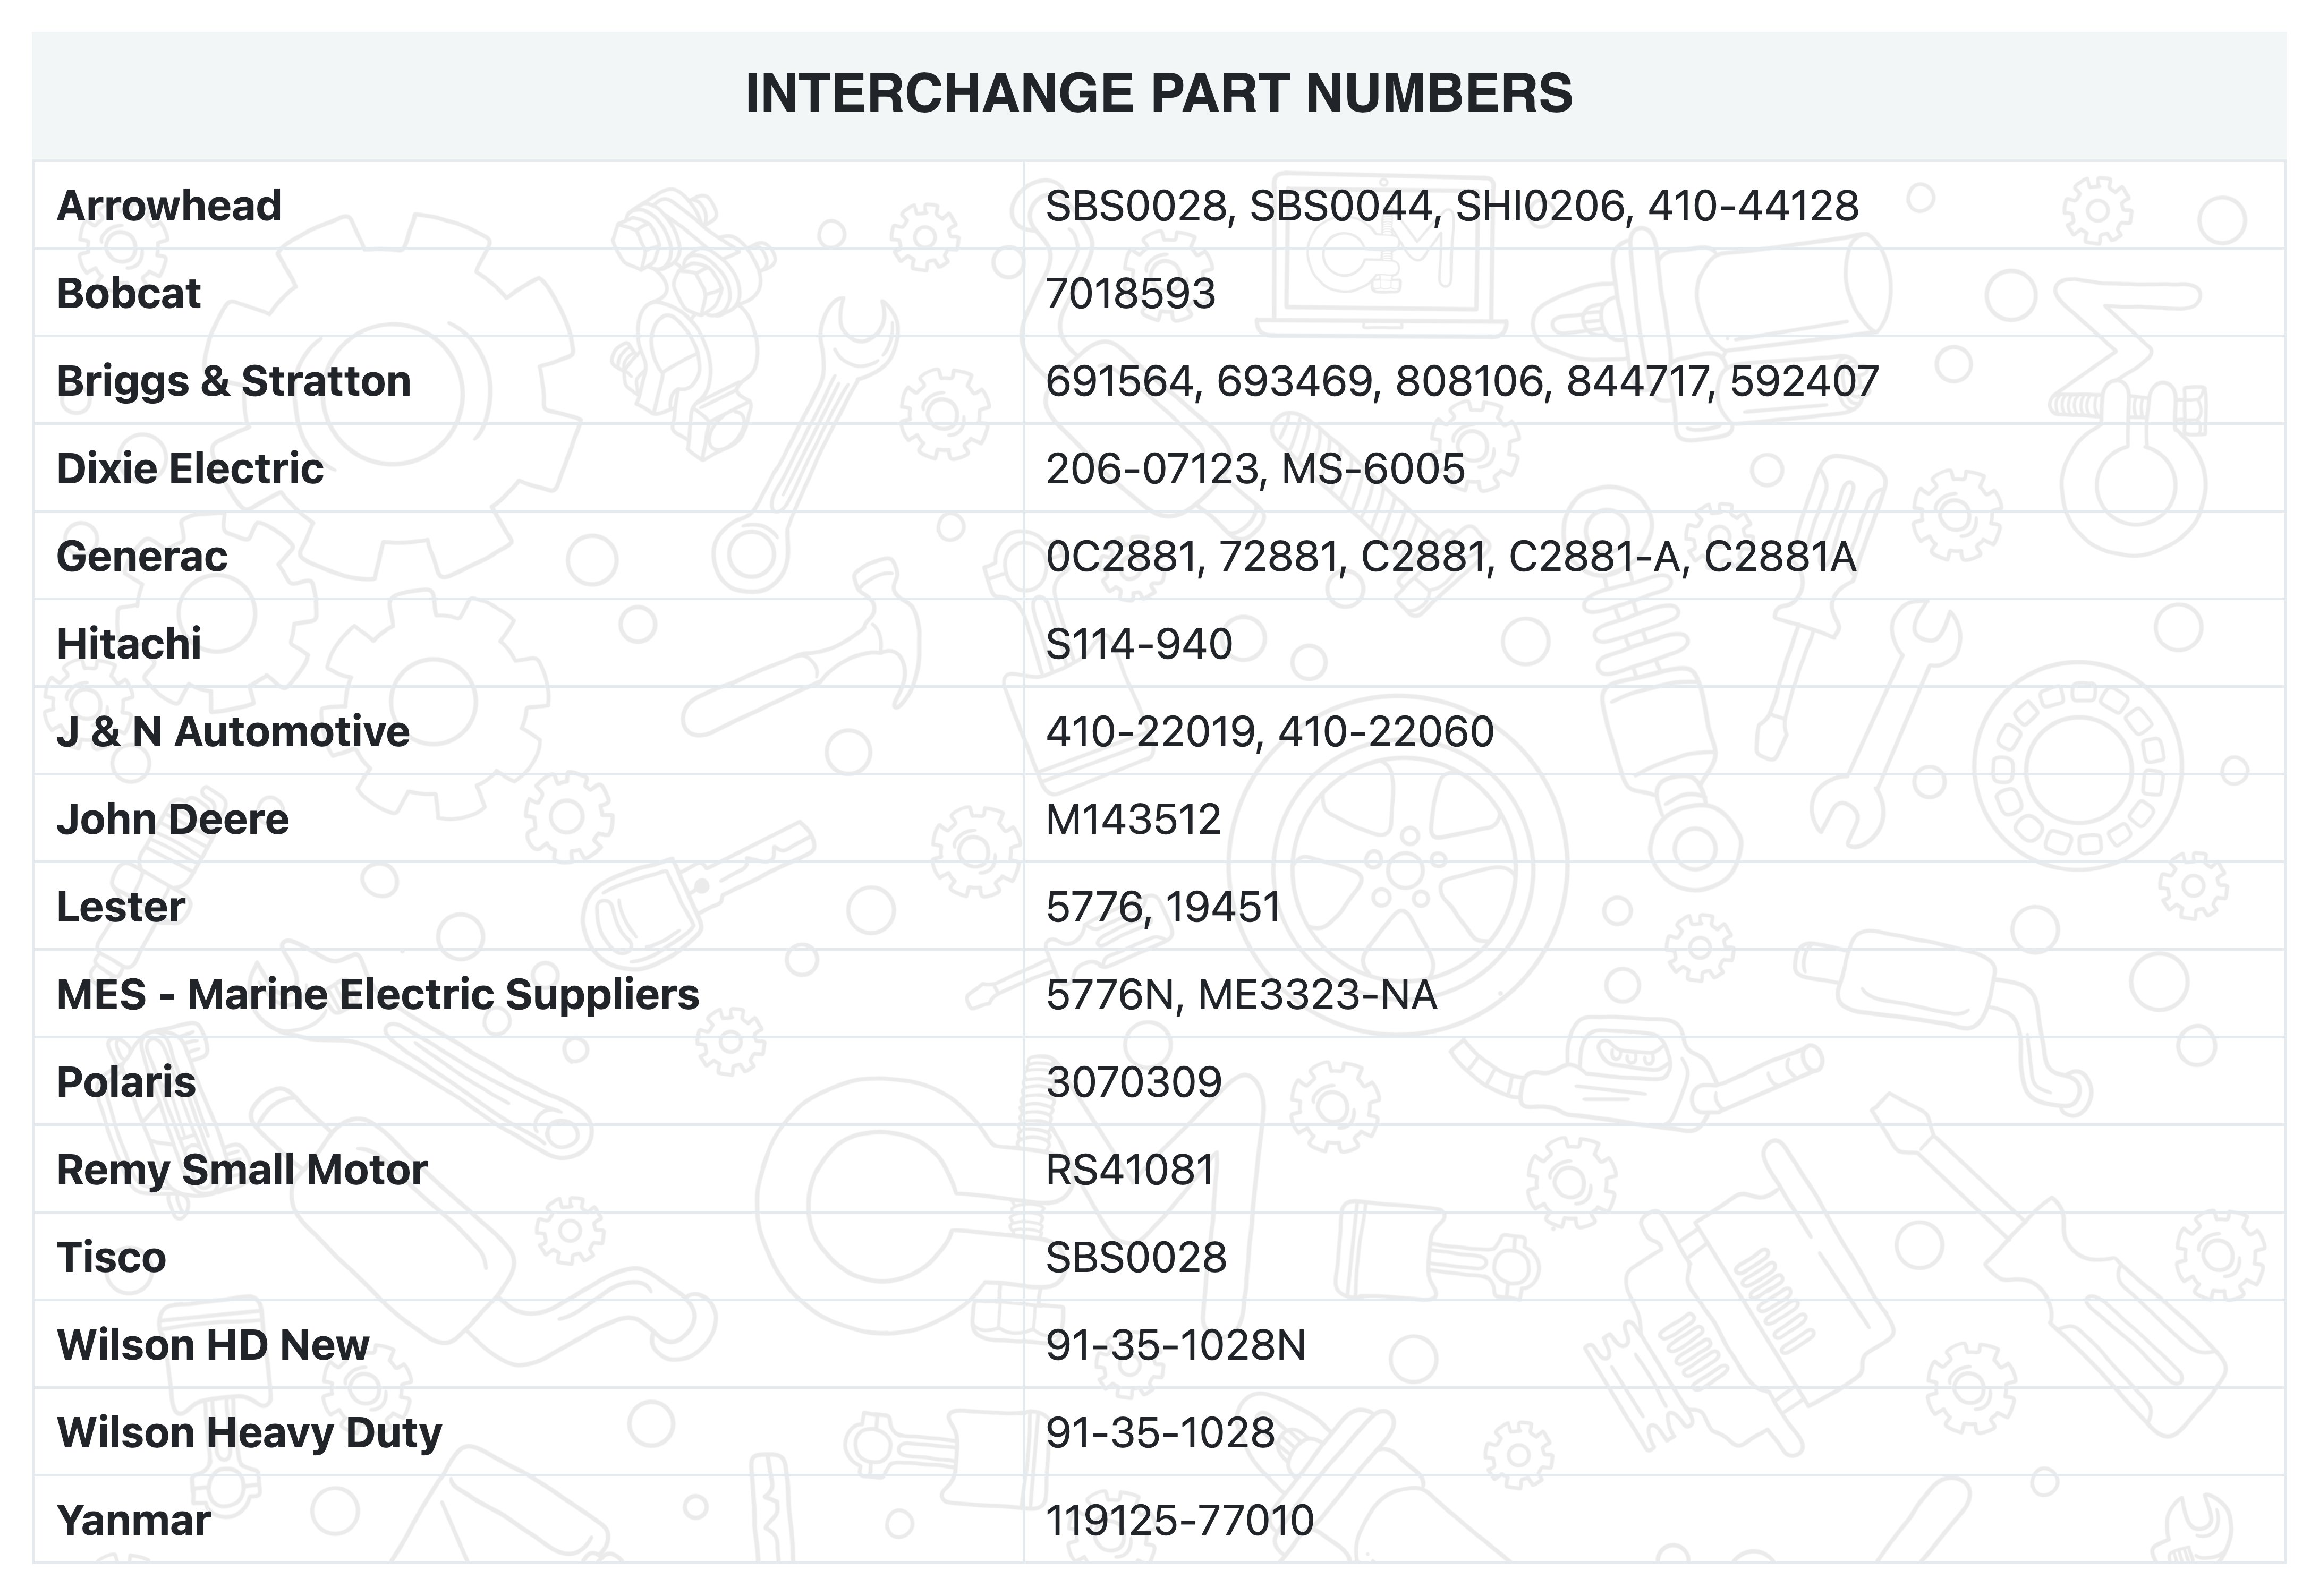 INTERCHANGE PART NUMBERS
Arrowhead SBS0028, SBS0044, SHI0206, 410-44128
Bobcat 7018593
Briggs & Stratton 691564, 693469, 808106, 844717, 592407
Dixie Electric 206-07123, MS-6005
Generac 0C2881, 72881, C2881, C2881-A, C2881A
Hitachi S114-940
J & N Automotive 410-22019, 410-22060
John Deere M143512
Lester 5776, 19451
MES - Marine Electric Suppliers 5776N, ME3323-NA
Polaris 3070309
Remy Small Motor RS41081
Tisco SBS0028
Wilson HD New 91-35-1028N
Wilson Heavy Duty 91-35-1028
Yanmar 119125-77010